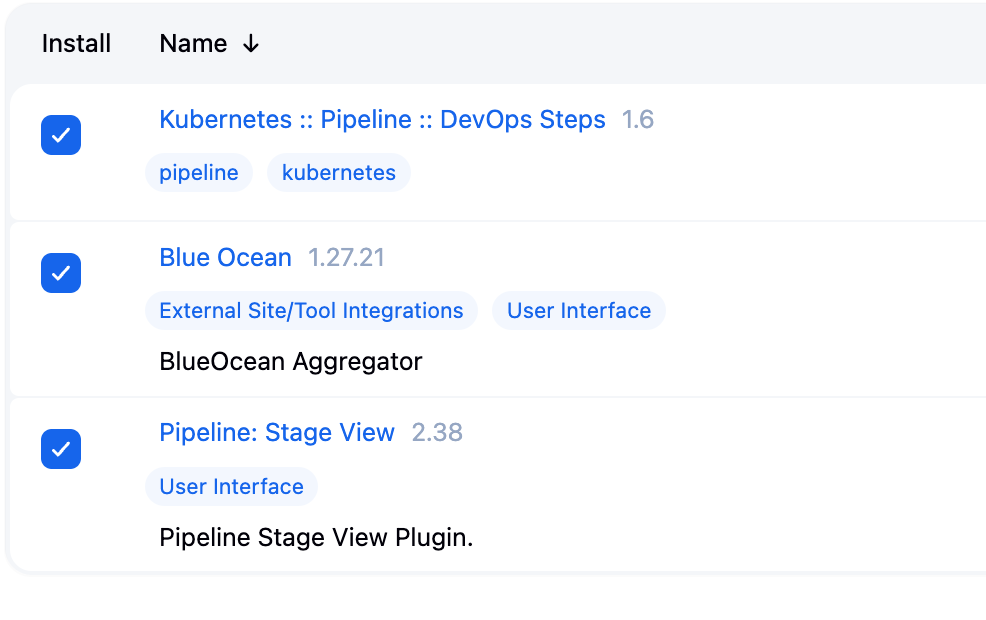 Install Name ↓
Kubernetes :: Pipeline :: DevOps Steps 1.6
pipeline kubernetes
Blue Ocean 1.27.21
External Site/Tool Integrations User Interface
BlueOcean Aggregator
Pipeline: Stage View 2.38
User Interface
Pipeline Stage View Plugin.